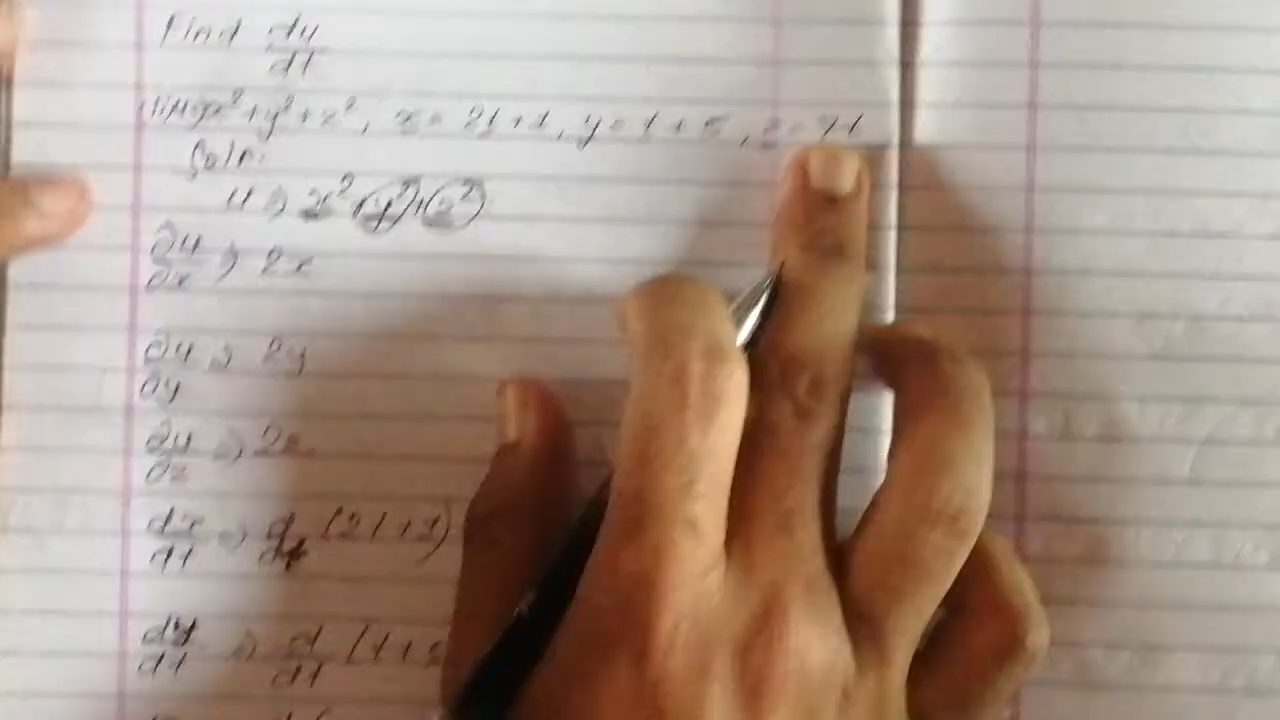 Find du/dt
u = x² + y² + z², x = 2t + 1, y = t + 5, z = 7t
Soln:
u ⇒ x² + y² + z²
∂u/∂x ⇒ 2x
∂u/∂y ⇒ 2y
∂u/∂z ⇒ 2z
dx/dt ⇒ d/dt (2t + 1)
dy/dt ⇒ d/dt (t +